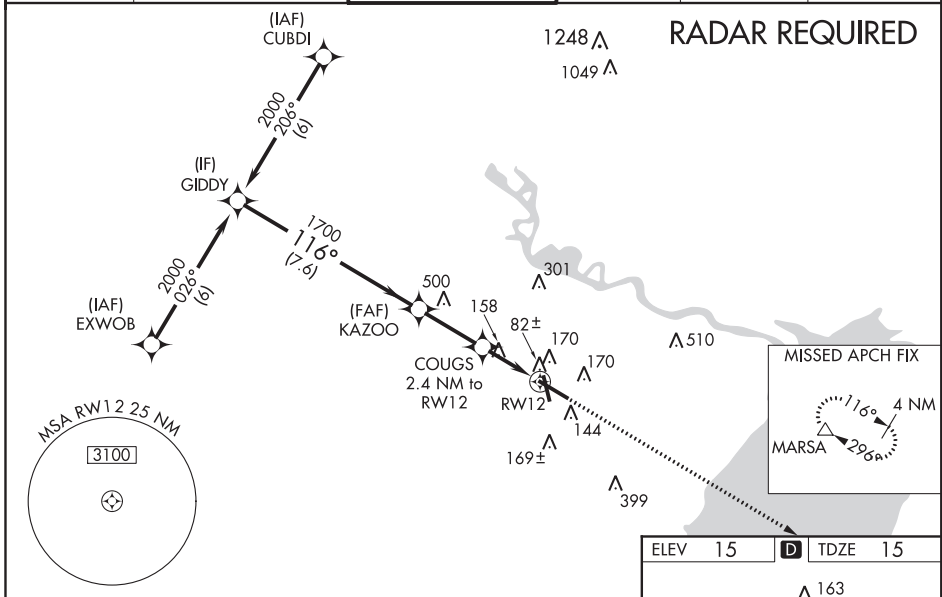 RADAR REQUIRED
(IAF)
CUBDI
1248
1049
2000
206°
(6)
(IF)
GIDDY
1700
116°
(7.6)
2000
026°
(6)
(IAF)
EXWOB
(FAF)
KAZOO
500
158
301
82±
170
170
510
COUGS
2.4 NM to
RW12
RW12
144
169±
399
MISSED APCH FIX
116°
4 NM
MARSA
296°
MSA RW12 25 NM
3100
ELEV 15 D TDZE 15
163